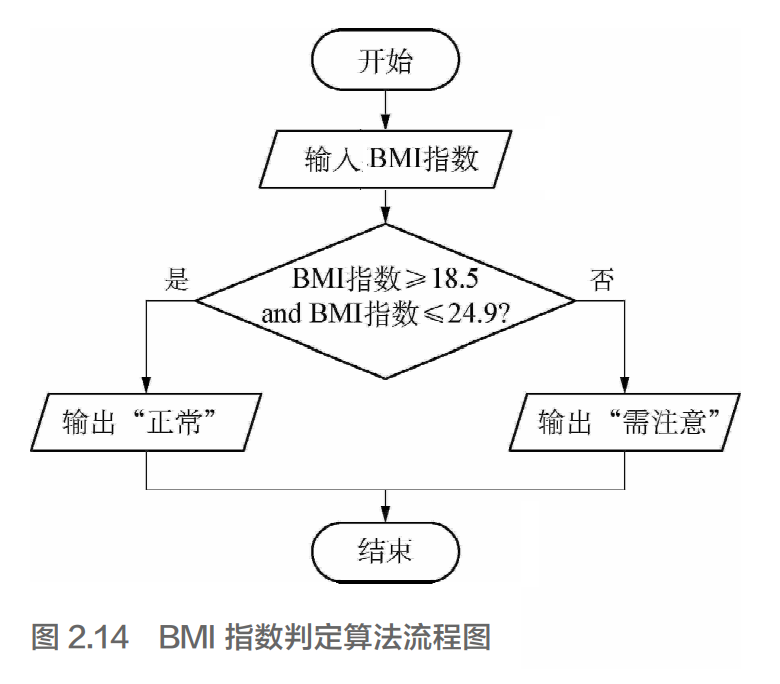 开始
输入 BMI指数
是
BMI指数≥18.5
and BMI指数≤24.9?
否
输出“正常”
输出“需注意”
结束
图 2.14 BMI 指数判定算法流程图